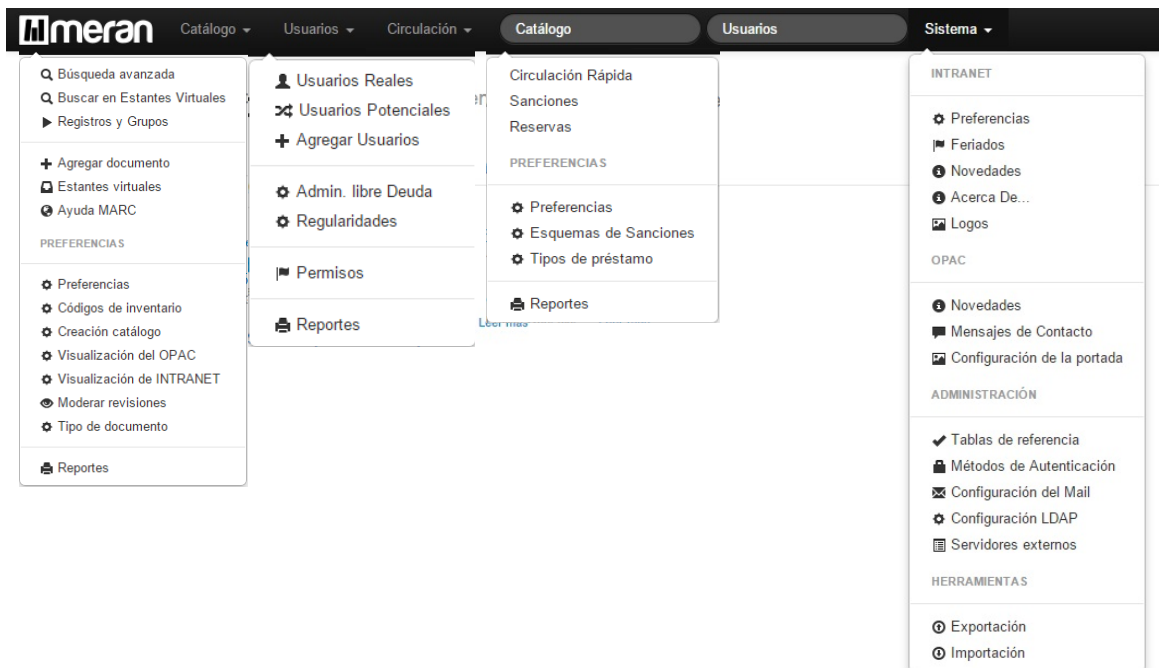 meran Catálogo Usuarios Circulación Catálogo Usuarios Sistema
Búsqueda avanzada
Buscar en Estantes Virtuales
Registros y Grupos
Agregar documento
Estantes virtuales
Ayuda MARC
PREFERENCIAS
Preferencias
Códigos de inventario
Creación catálogo
Visualización del OPAC
Visualización de INTRANET
Moderar revisiones
Tipo de documento
Reportes
Usuarios Reales
Usuarios Potenciales
Agregar Usuarios
Admin. libre Deuda
Regularidades
Permisos
Reportes
Circulación Rápida
Sanciones
Reservas
PREFERENCIAS
Preferencias
Esquemas de Sanciones
Tipos de préstamo
Reportes
Leer más
INTRANET
Preferencias
Feriados
Novedades
Acerca De...
Logos
OPAC
Novedades
Mensajes de Contacto
Configuración de la portada
ADMINISTRACIÓN
Tablas de referencia
Métodos de Autenticación
Configuración del Mail
Configuración LDAP
Servidores externos
HERRAMIENTAS
Exportación
Importación